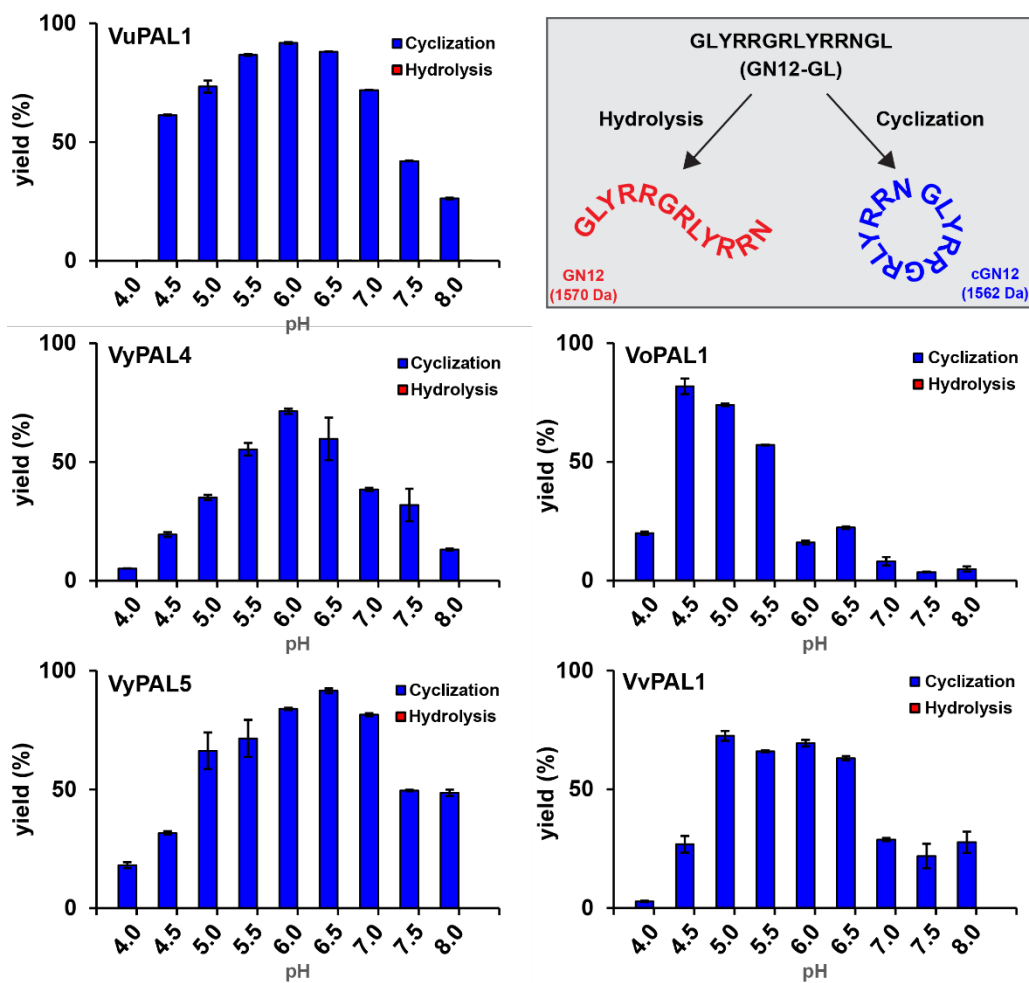 VuPAL1
Cyclization
Hydrolysis
yield (%)
100
50
0
4.0
4.5
5.0
5.5
6.0
6.5
7.0
7.5
8.0
pH
GLYRRGRLYRRNGL
(GN12-GL)
Hydrolysis
Cyclization
GLYRRGRLYRRN
GLYRRGRLYRRN
GN12
(1570 Da)
cGN12
(1562 Da)
VyPAL4
Cyclization
Hydrolysis
yield (%)
100
50
0
4.0
4.5
5.0
5.5
6.0
6.5
7.0
7.5
8.0
pH
VoPAL1
Cyclization
Hydrolysis
yield (%)
100
50
0
4.0
4.5
5.0
5.5
6.0
6.5
7.0
7.5
8.0
pH
VyPAL5
Cyclization
Hydrolysis
yield (%)
100
50
0
4.0
4.5
5.0
5.5
6.0
6.5
7.0
7.5
8.0
pH
VvPAL1
Cyclization
Hydrolysis
yield (%)
100
50
0
4.0
4.5
5.0
5.5
6.0
6.5
7.0
7.5
8.0
pH